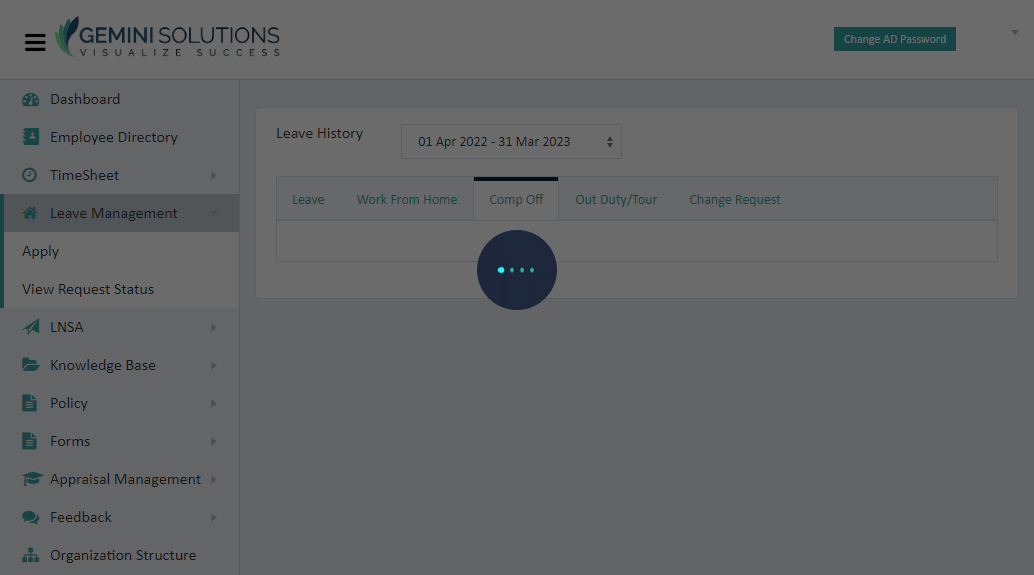 GEMINI SOLUTIONS
VISUALIZE SUCCESS
Change AD Password
Dashboard
Employee Directory
TimeSheet
Leave Management
Apply
View Request Status
LNSA
Knowledge Base
Policy
Forms
Appraisal Management
Feedback
Organization Structure
Leave History
01 Apr 2022 - 31 Mar 2023
Leave Work From Home Comp Off Out Duty/Tour Change Request